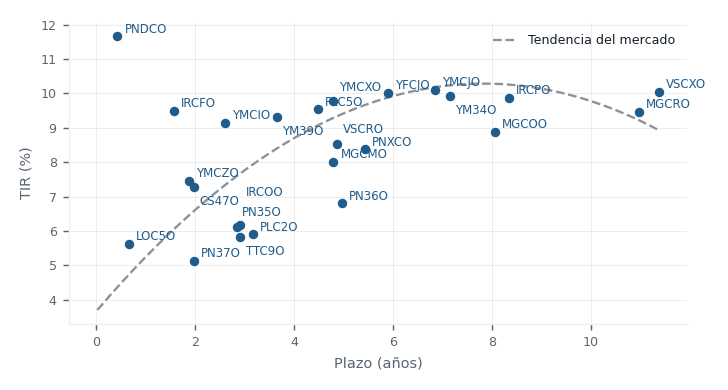 12
11
10
9
8
7
6
5
4
TIR (%)
0
2
4
6
8
10
Plazo (años)
Tendencia del mercado
PNDCO
IRCFO
YMCIO
YM39O
PLC5O
YMCXO
YFCJO
YMCJO
YM34O
IRCPO
VSCXO
MGCRO
MGCOO
VSCRO
PNXCO
MGCMO
YMCZO
CS47O
IRCOO
PN36O
PN35O
PLC2O
TTC9O
LOC5O
PN37O